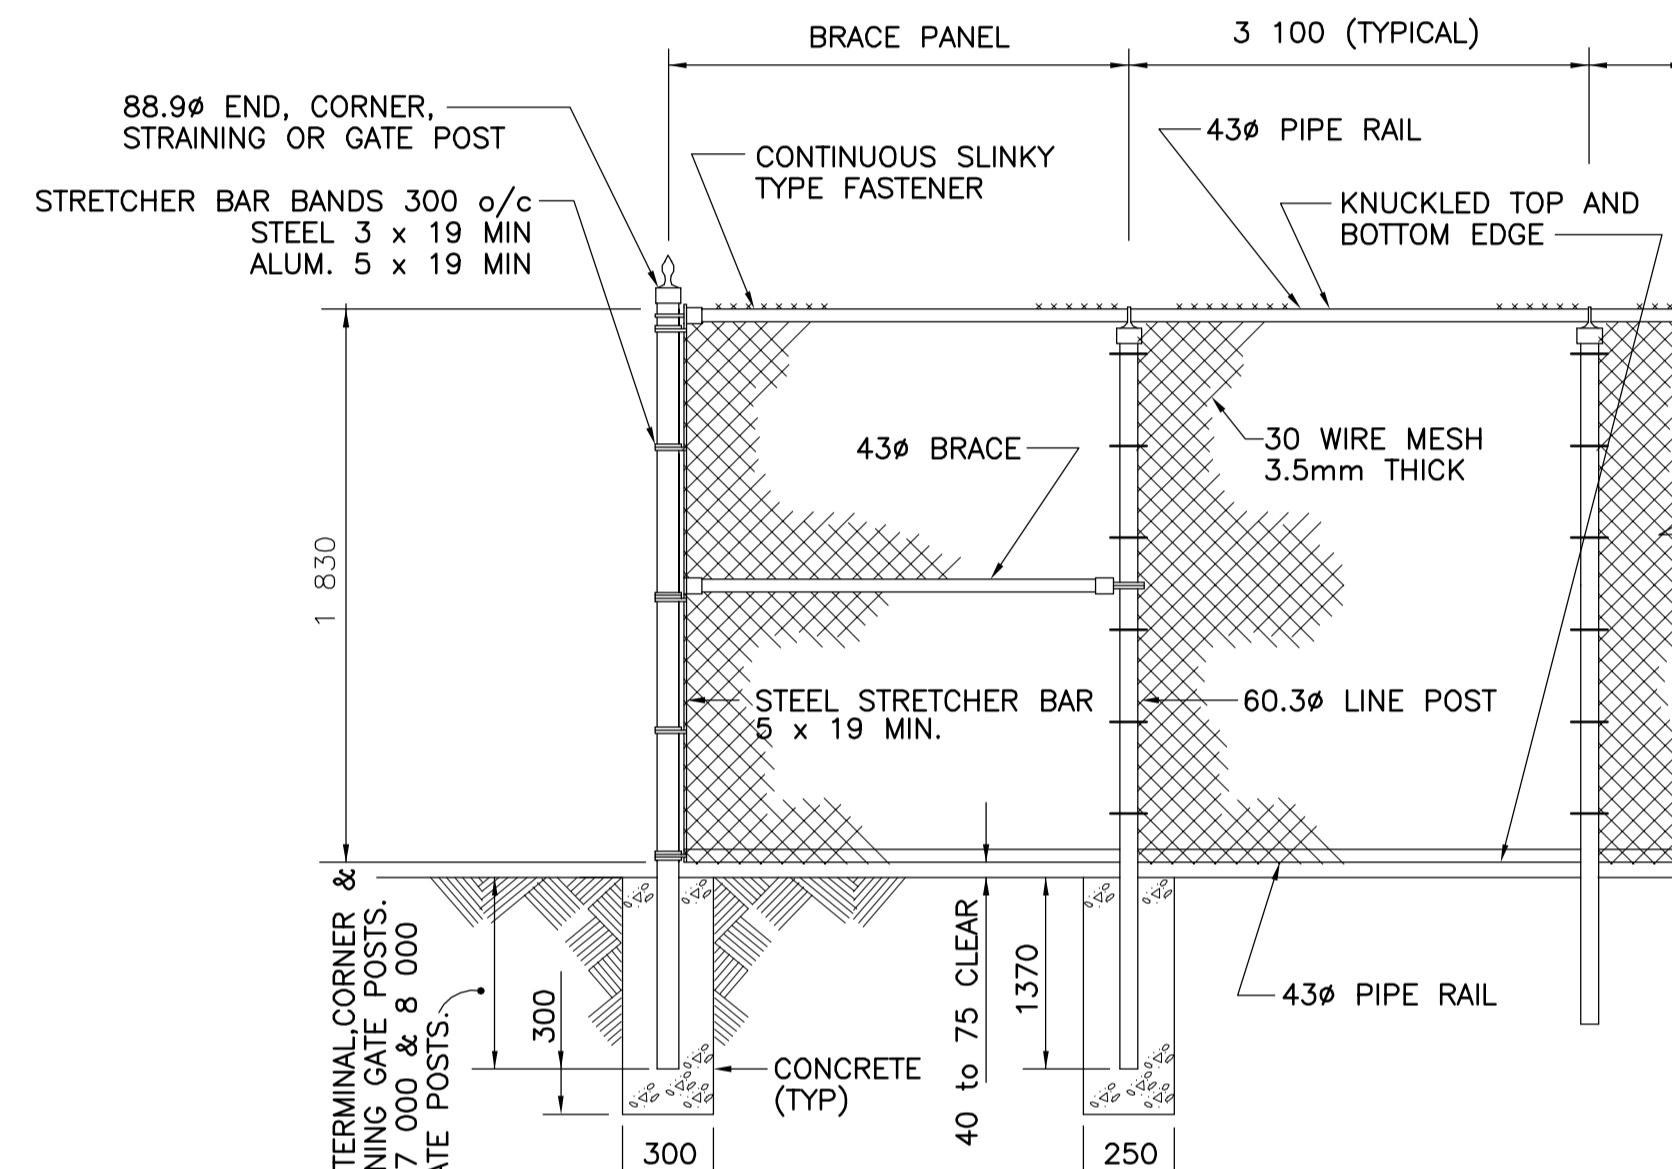 BRACE PANEL
3 100 (TYPICAL)
88.9ø END, CORNER,
STRAINING OR GATE POST
CONTINUOUS SLINKY
TYPE FASTENER
43ø PIPE RAIL
STRETCHER BAR BANDS 300 o/c
STEEL 3 x 19 MIN
ALUM. 5 x 19 MIN
KNUCKLED TOP AND
BOTTOM EDGE
43ø BRACE
30 WIRE MESH
3.5mm THICK
1 830
STEEL STRETCHER BAR
5 x 19 MIN.
60.3ø LINE POST
TERMINAL,CORNER &
NING GATE POSTS.
7 000 & 8 000
ATE POSTS.
300
CONCRETE
(TYP)
40 to 75 CLEAR
1370
43ø PIPE RAIL
300
250